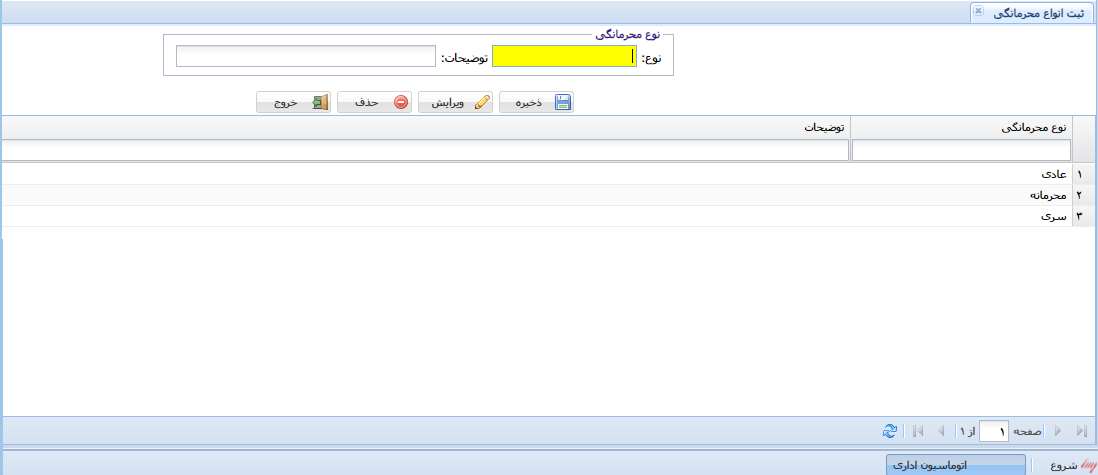 ثبت انواع محرمانگی
نوع محرمانگی
نوع: توضیحات:
ذخیره ویرایش حذف خروج
نوع محرمانگی توضیحات
۱ عادی
۲ محرمانه
۳ سری
صفحه ۱ از ۱
شروع اتوماسیون اداری